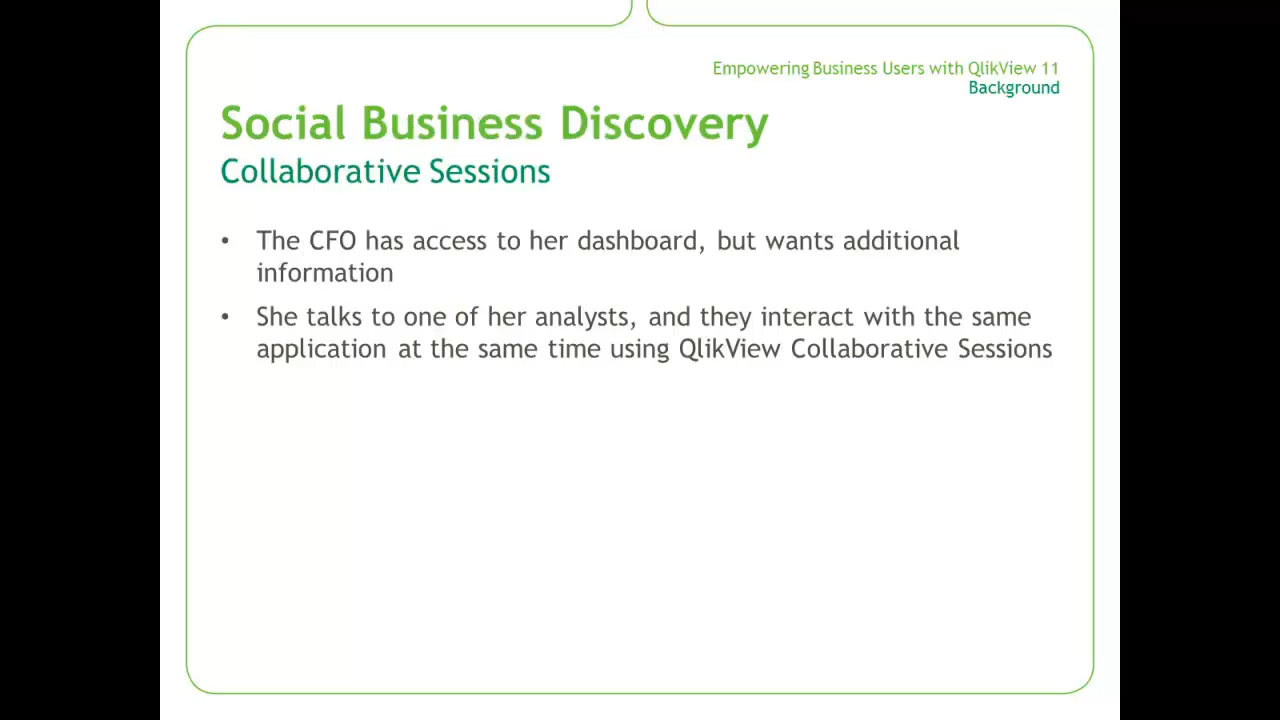 Empowering Business Users with QlikView 11
Background
Social Business Discovery
Collaborative Sessions
• The CFO has access to her dashboard, but wants additional
information
• She talks to one of her analysts, and they interact with the same
application at the same time using QlikView Collaborative Sessions